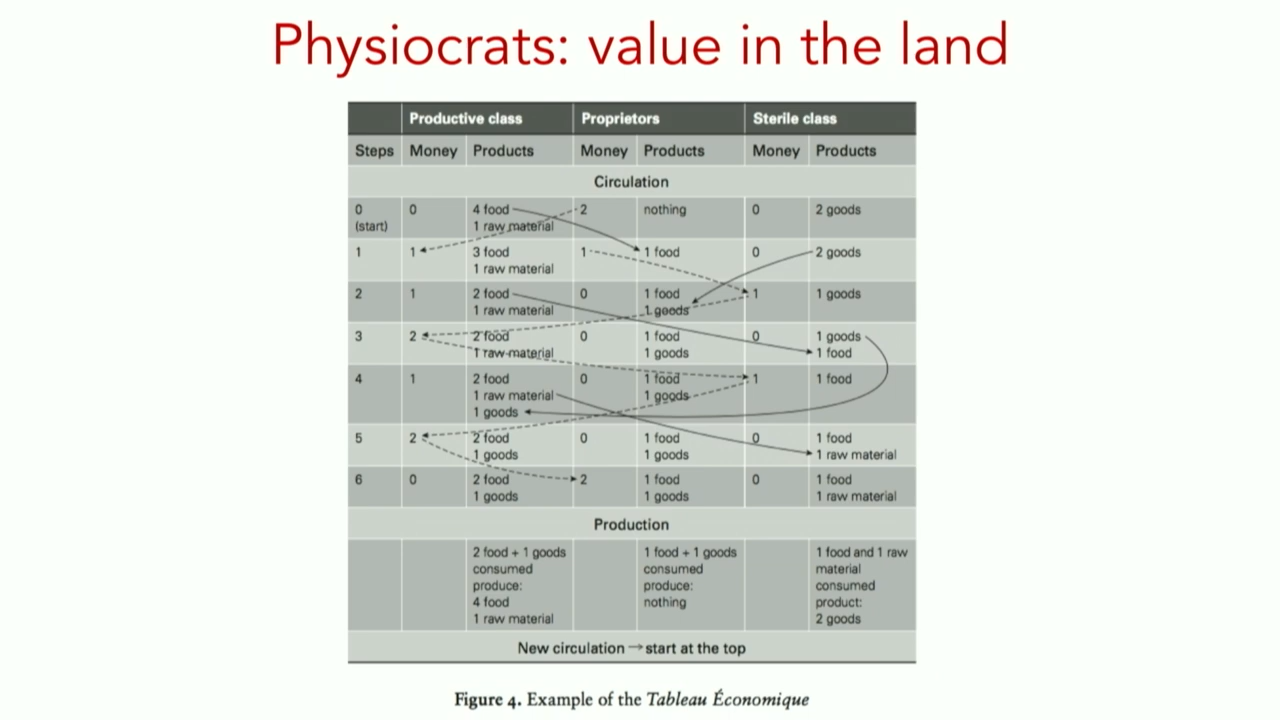 Physiocrats: value in the land
Productive class Proprietors Sterile class
Steps Money Products Money Products Money Products
Circulation
0 0 4 food 2 nothing 0 2 goods
(start) 1 raw material
1 1 3 food 1 1 food 0 2 goods
1 raw material
2 1 2 food 0 1 food 1 1 goods
1 raw material 1 goods
3 2 2 food 0 1 food 0 1 goods
1 raw material 1 goods 1 food
4 1 2 food 0 1 food 1 1 food
1 raw material 1 goods
1 goods
5 2 2 food 0 1 food 0 1 food
1 goods 1 goods 1 raw material
6 0 2 food 2 1 food 0 1 food
1 goods 1 goods 1 raw material
Production
2 food + 1 goods 1 food + 1 goods 1 food and 1 raw
consumed consumed material
produce: produce: consumed
4 food nothing product:
1 raw material 2 goods
New circulation → start at the top
Figure 4. Example of the Tableau Économique